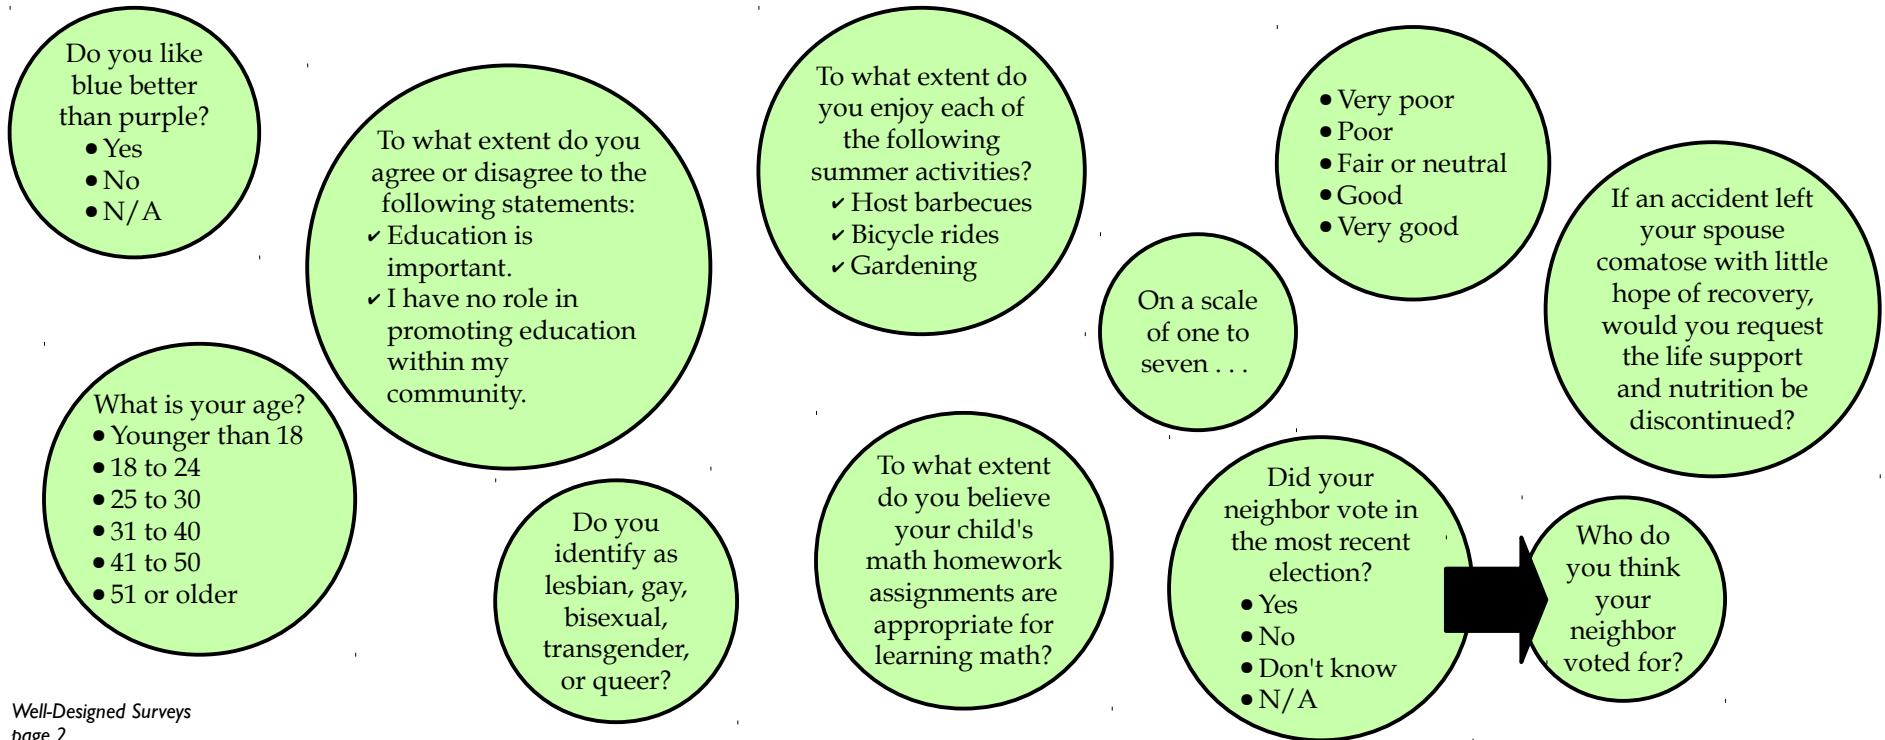 Do you like
blue better
than purple?
• Yes
• No
• N/A
To what extent do you
agree or disagree to the
following statements:
✔ Education is
important.
✔ I have no role in
promoting education
within my
community.
To what extent do
you enjoy each of
the following
summer activities?
✔ Host barbecues
✔ Bicycle rides
✔ Gardening
• Very poor
• Poor
• Fair or neutral
• Good
• Very good
If an accident left
your spouse
comatose with little
hope of recovery,
would you request
the life support
and nutrition be
discontinued?
On a scale
of one to
seven . . .
What is your age?
• Younger than 18
• 18 to 24
• 25 to 30
• 31 to 40
• 41 to 50
• 51 or older
Do you
identify as
lesbian, gay,
bisexual,
transgender,
or queer?
To what extent
do you believe
your child's
math homework
assignments are
appropriate for
learning math?
Did your
neighbor vote in
the most recent
election?
• Yes
• No
• Don't know
• N/A
Who do
you think
your
neighbor
voted for?
Well-Designed Surveys
page 2